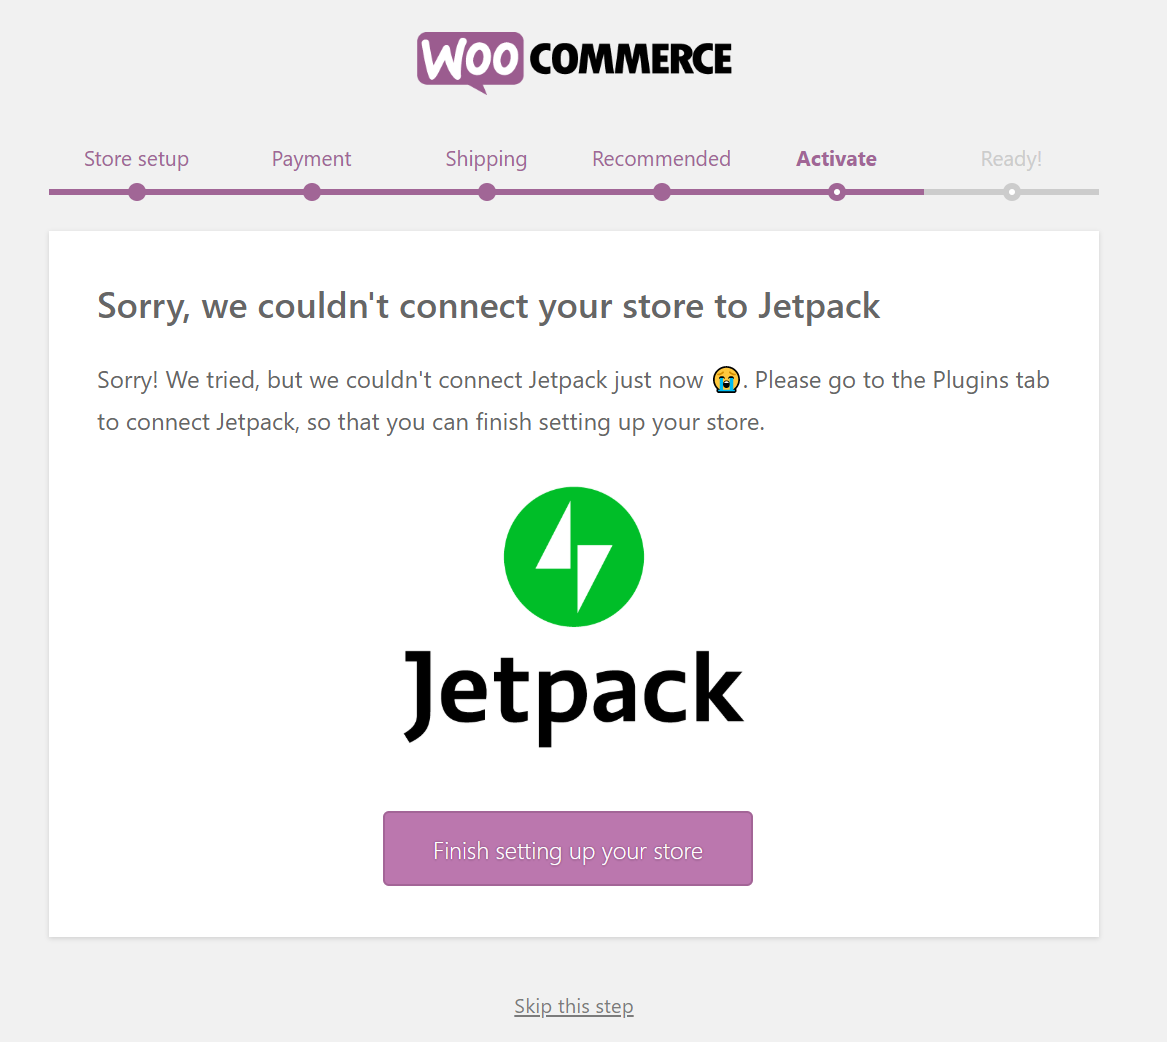 WOO COMMERCE
Store setup Payment Shipping Recommended Activate Ready!
Sorry, we couldn't connect your store to Jetpack
Sorry! We tried, but we couldn't connect Jetpack just now 😭. Please go to the Plugins tab
to connect Jetpack, so that you can finish setting up your store.
Jetpack
Finish setting up your store
Skip this step